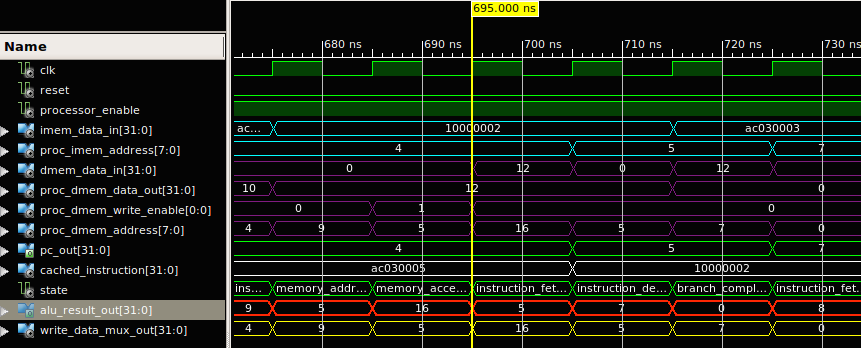 695.000 ns
680 ns 690 ns 700 ns 710 ns 720 ns 730 ns
Name
clk
reset
processor_enable
imem_data_in[31:0] ac... 10000002 ac030003
proc_imem_address[7:0] 4 5 7
dmem_data_in[31:0] 0 12 0 12 0
proc_dmem_data_out[31:0] 10 12 0
proc_dmem_write_enable[0:0] 0 1 0
proc_dmem_address[7:0] 4 9 5 16 5 7 0
pc_out[31:0] 4 5 7
cached_instruction[31:0] ac030005 10000002
state ins... memory_addr... memory_acce... instruction_fet... instruction_de... branch_compl... instruction_fet.
alu_result_out[31:0] 9 5 16 5 7 0 8
write_data_mux_out[31:0] 4 9 5 16 5 7 0